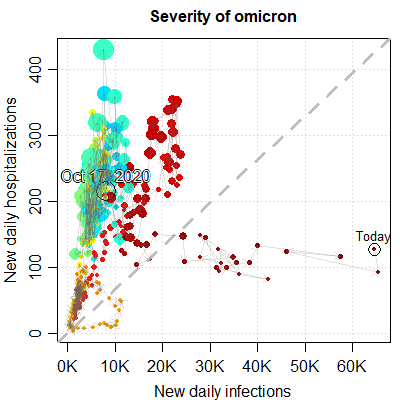 Severity of omicron
New daily hospitalizations
400
300
200
100
0
Oct 17, 2020
Today
0K 10K 20K 30K 40K 50K 60K
New daily infections